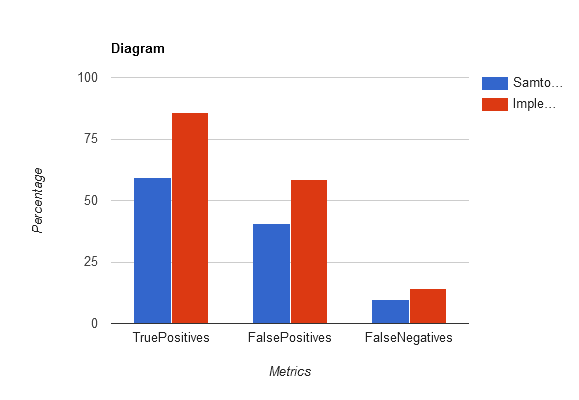 Diagram
100
75
50
25
0
Percentage
TruePositives
FalsePositives
FalseNegatives
Metrics
Samto...
Imple...